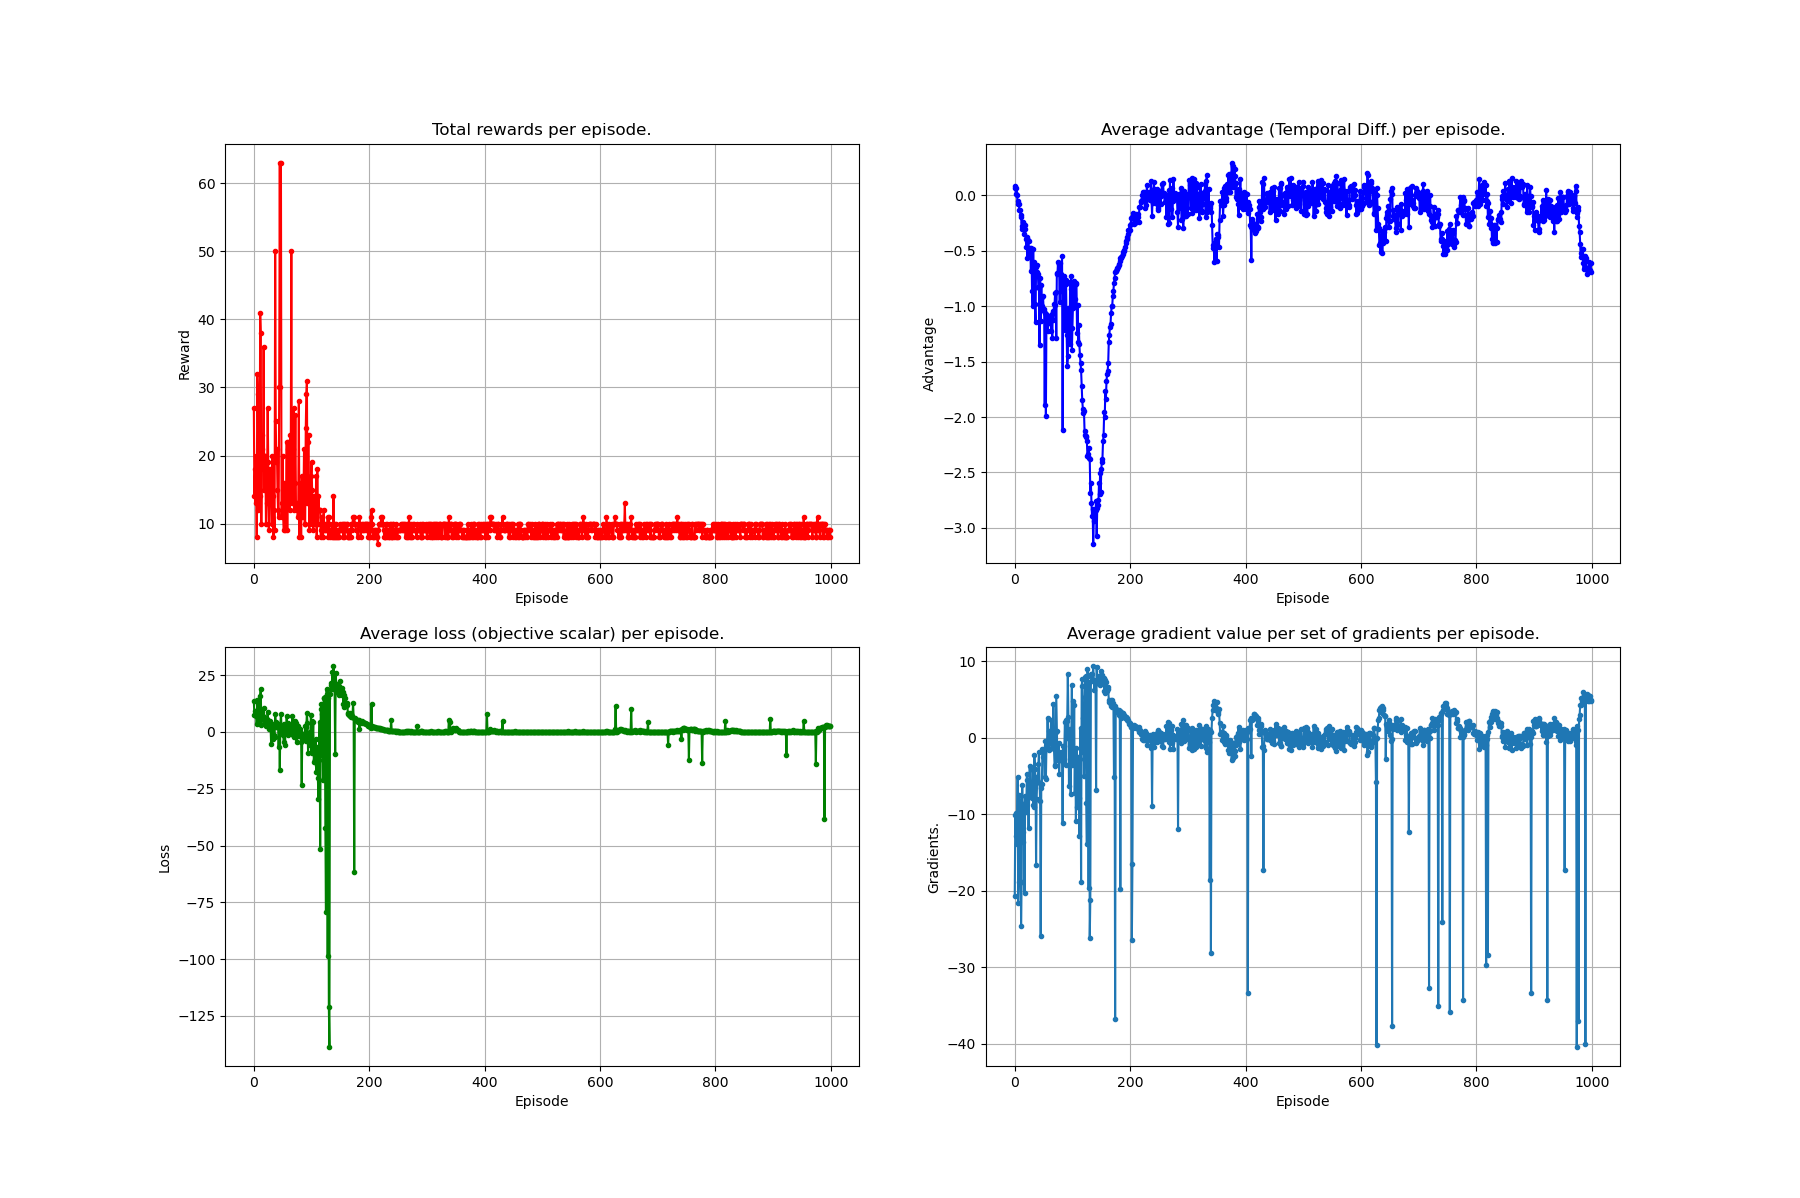 Total rewards per episode.
Reward
60
50
40
30
20
10
0 200 400 600 800 1000
Episode
Average advantage (Temporal Diff.) per episode.
Advantage
0.0
−0.5
−1.0
−1.5
−2.0
−2.5
−3.0
0 200 400 600 800 1000
Episode
Average loss (objective scalar) per episode.
Loss
25
0
−25
−50
−75
−100
−125
0 200 400 600 800 1000
Episode
Average gradient value per set of gradients per episode.
Gradients.
10
0
−10
−20
−30
−40
0 200 400 600 800 1000
Episode